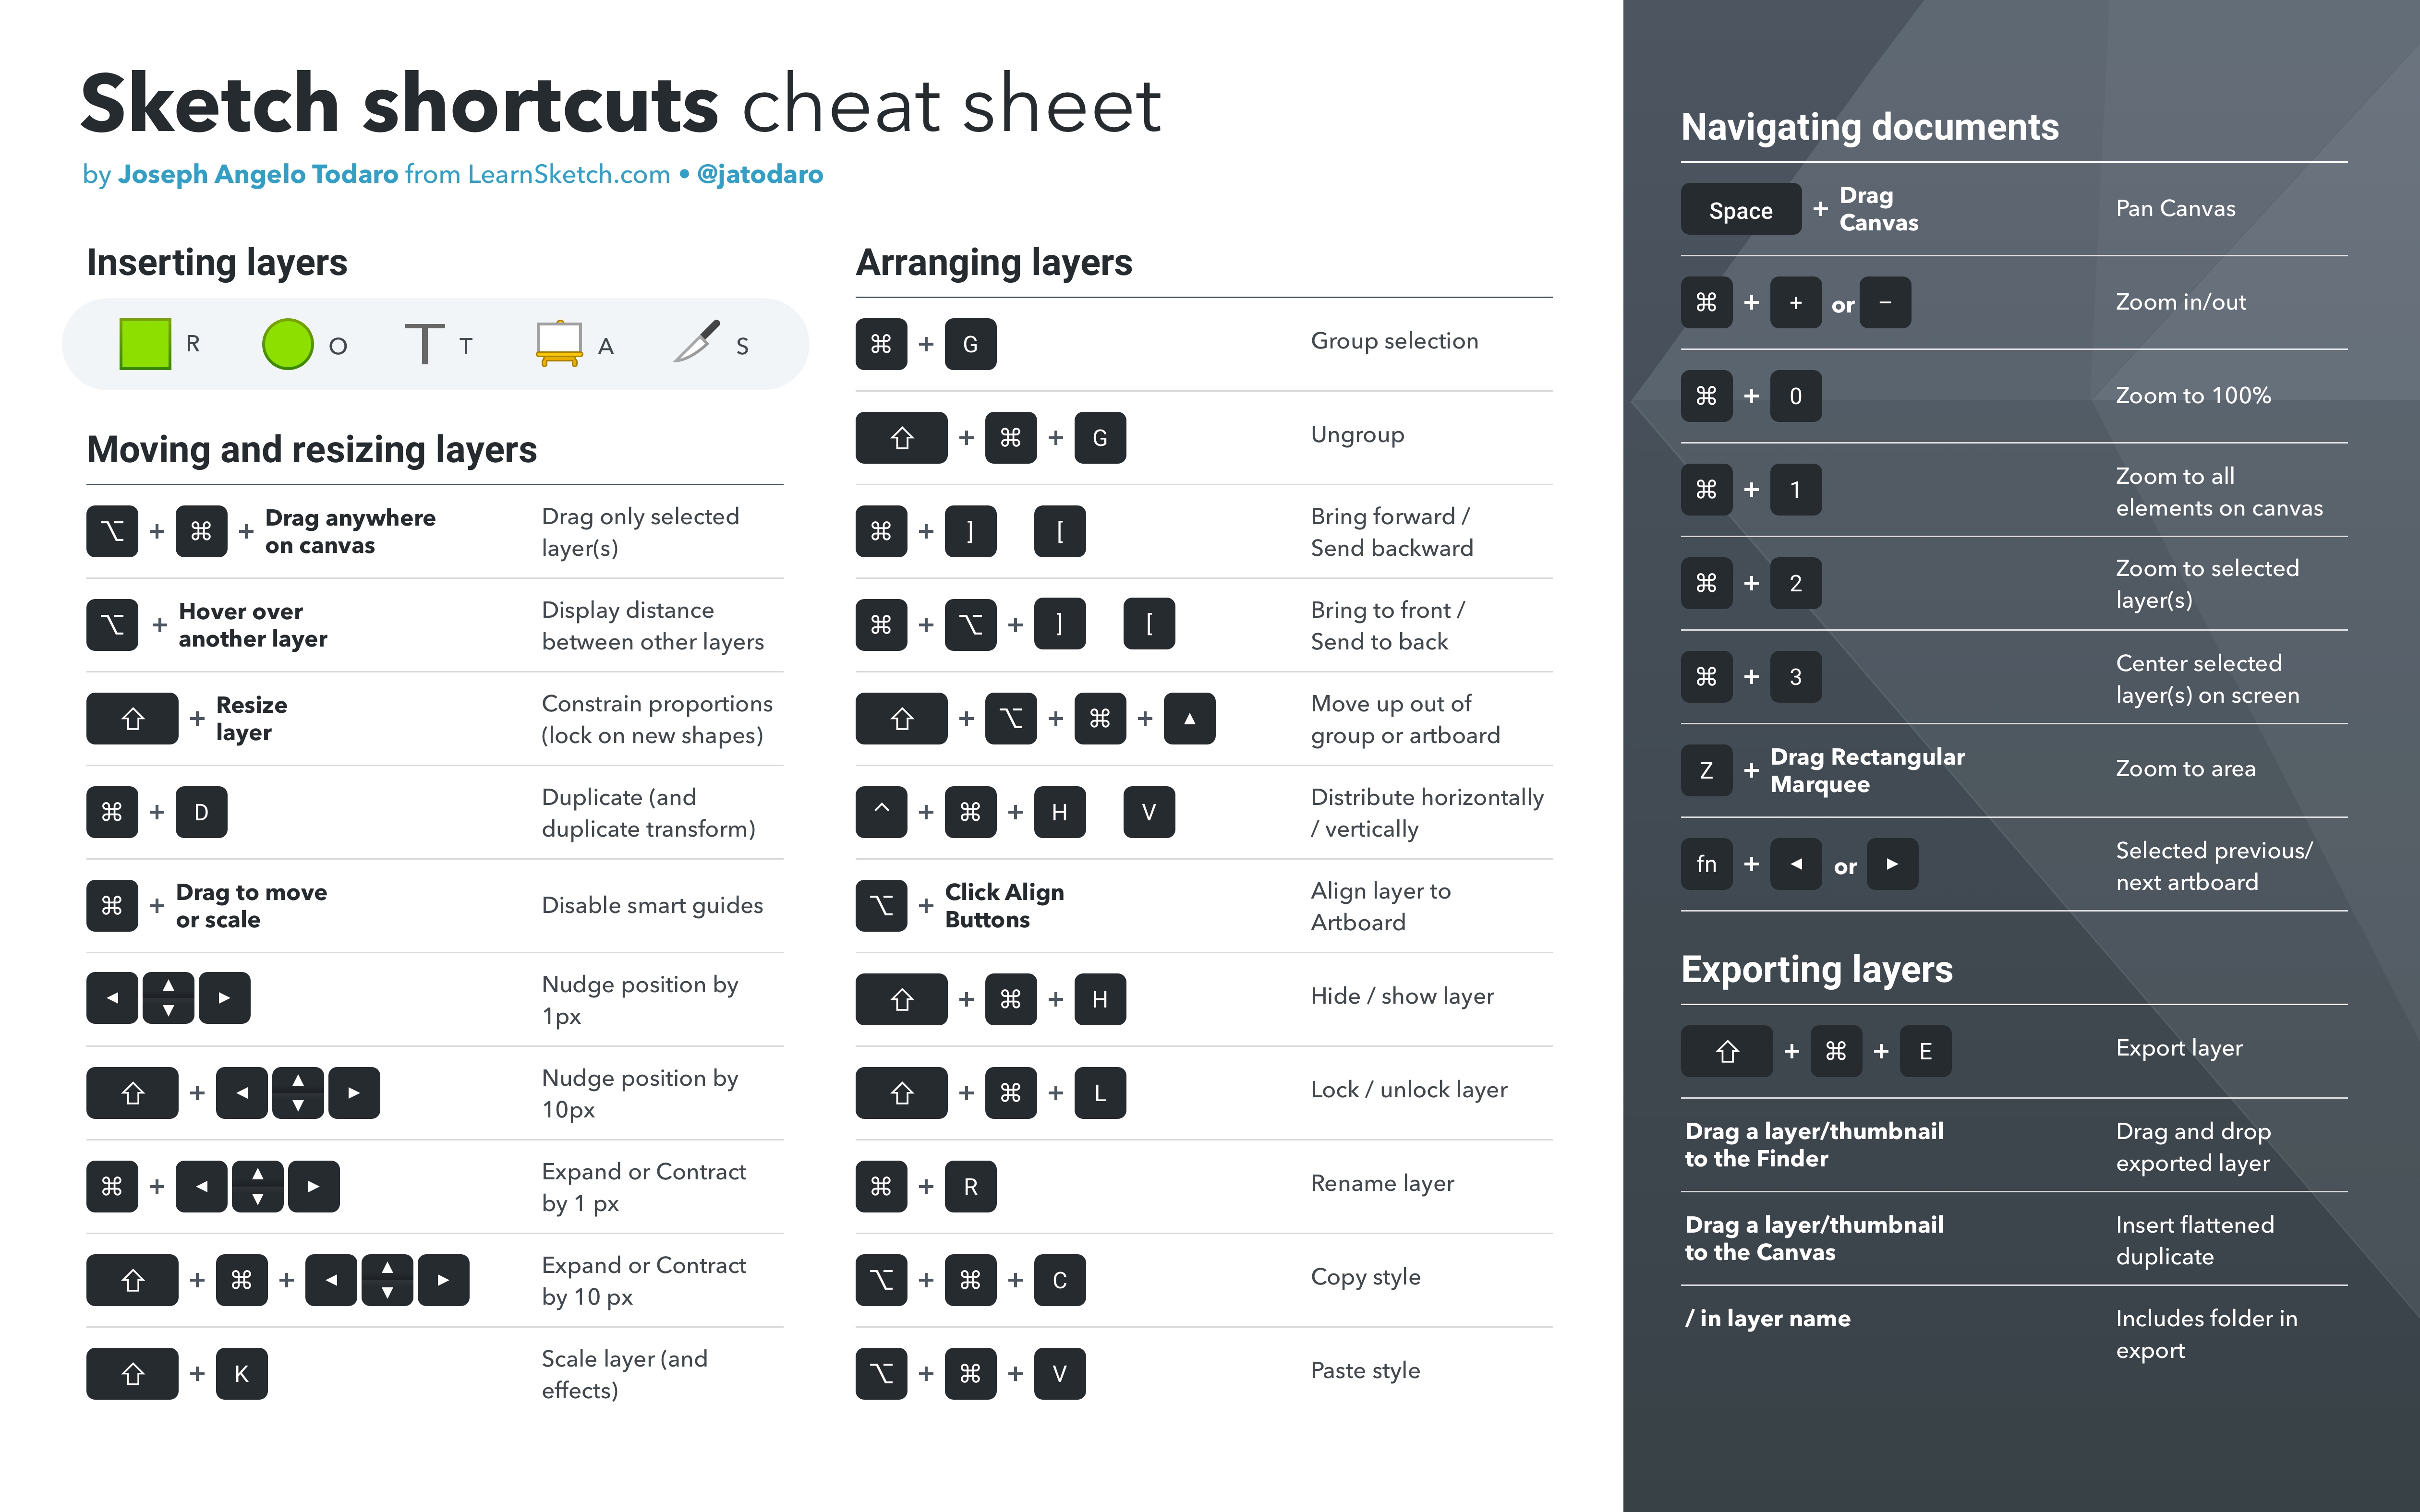 Sketch shortcuts cheat sheet
by Joseph Angelo Todaro from LearnSketch.com • @jatodaro
Inserting layers
R O T A S
Moving and resizing layers
⌥ + ⌘ + Drag anywhere on canvas
Drag only selected
layer(s)
⌥ + Hover over another layer
Display distance
between other layers
⇧ + Resize layer
Constrain proportions
(lock on new shapes)
⌘ + D
Duplicate (and
duplicate transform)
⌘ + Drag to move or scale
Disable smart guides
◄ ▲ ▼ ►
Nudge position by
1px
⇧ + ◄ ▲ ▼ ►
Nudge position by
10px
⌘ + ◄ ▲ ▼ ►
Expand or Contract
by 1 px
⇧ + ⌘ + ◄ ▲ ▼ ►
Expand or Contract
by 10 px
⇧ + K
Scale layer (and
effects)
Arranging layers
⌘ + G
Group selection
⇧ + ⌘ + G
Ungroup
⌘ + ] [
Bring forward /
Send backward
⌘ + ⌥ + ] [
Bring to front /
Send to back
⇧ + ⌥ + ⌘ + ▲
Move up out of
group or artboard
^ + ⌘ + H V
Distribute horizontally
/ vertically
⌥ + Click Align Buttons
Align layer to
Artboard
⇧ + ⌘ + H
Hide / show layer
⇧ + ⌘ + L
Lock / unlock layer
⌘ + R
Rename layer
⌥ + ⌘ + C
Copy style
⌥ + ⌘ + V
Paste style
Navigating documents
Space + Drag Canvas
Pan Canvas
⌘ + + or −
Zoom in/out
⌘ + 0
Zoom to 100%
⌘ + 1
Zoom to all
elements on canvas
⌘ + 2
Zoom to selected
layer(s)
⌘ + 3
Center selected
layer(s) on screen
Z + Drag Rectangular Marquee
Zoom to area
fn + ◄ or ►
Selected previous/
next artboard
Exporting layers
⇧ + ⌘ + E
Export layer
Drag a layer/thumbnail
to the Finder
Drag and drop
exported layer
Drag a layer/thumbnail
to the Canvas
Insert flattened
duplicate
/ in layer name
Includes folder in
export